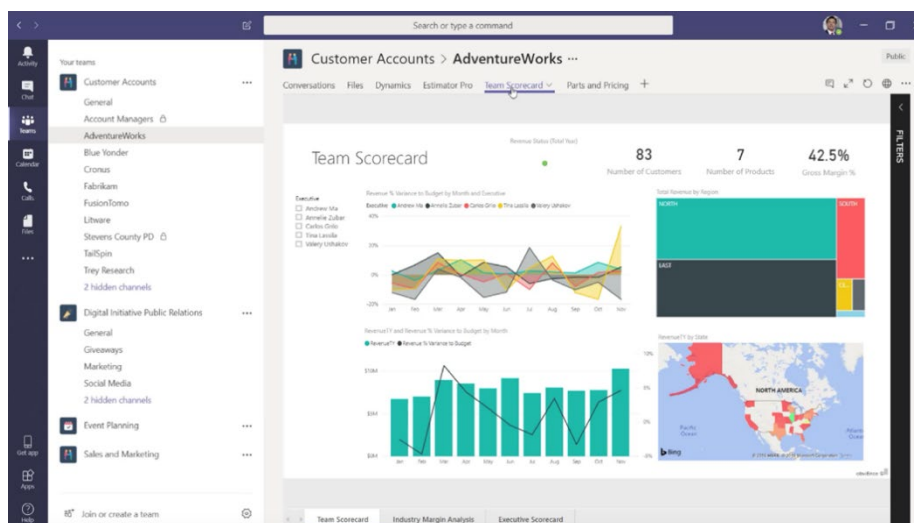 Search or type a command
Activity
Chat
Teams
Calendar
Calls
Files
Get app
Apps
Help
Your teams
Customer Accounts
General
Account Managers
AdventureWorks
Blue Yonder
Cronus
Fabrikam
FusionTomo
Litware
Stevens County PD
TailSpin
Trey Research
2 hidden channels
Digital Initiative Public Relations
General
Giveaways
Marketing
Social Media
2 hidden channels
Event Planning
Sales and Marketing
Join or create a team
Customer Accounts > AdventureWorks ...
Public
Conversations Files Dynamics Estimator Pro Team Scorecard Parts and Pricing +
FILTERS
Team Scorecard
Revenue Status (Total Year)
83
Number of Customers
7
Number of Products
42.5%
Gross Margin %
Executive
Andrew Ma
Annelie Zubar
Carlos Grilo
Tina Lassila
Valery Ushakov
Revenue % Variance to Budget by Month and Executive
Executive Andrew Ma Annelie Zubar Carlos Grilo Tina Lassila Valery Ushakov
40%
20%
0%
-20%
Jan Feb Mar Apr May Jun Jul Aug Sep Oct Nov
Total Revenue by Region
NORTH
SOUTH
EAST
RevenueTY and Revenue % Variance to Budget by Month
RevenueTY Revenue % Variance to Budget
$10M
$5M
$0M
10%
5%
0%
-5%
Jan Feb Mar Apr May Jun Jul Aug Sep Oct Nov
RevenueTY by State
NORTH AMERICA
Pacific
Ocean
Bing
Team Scorecard Industry Margin Analysis Executive Scorecard